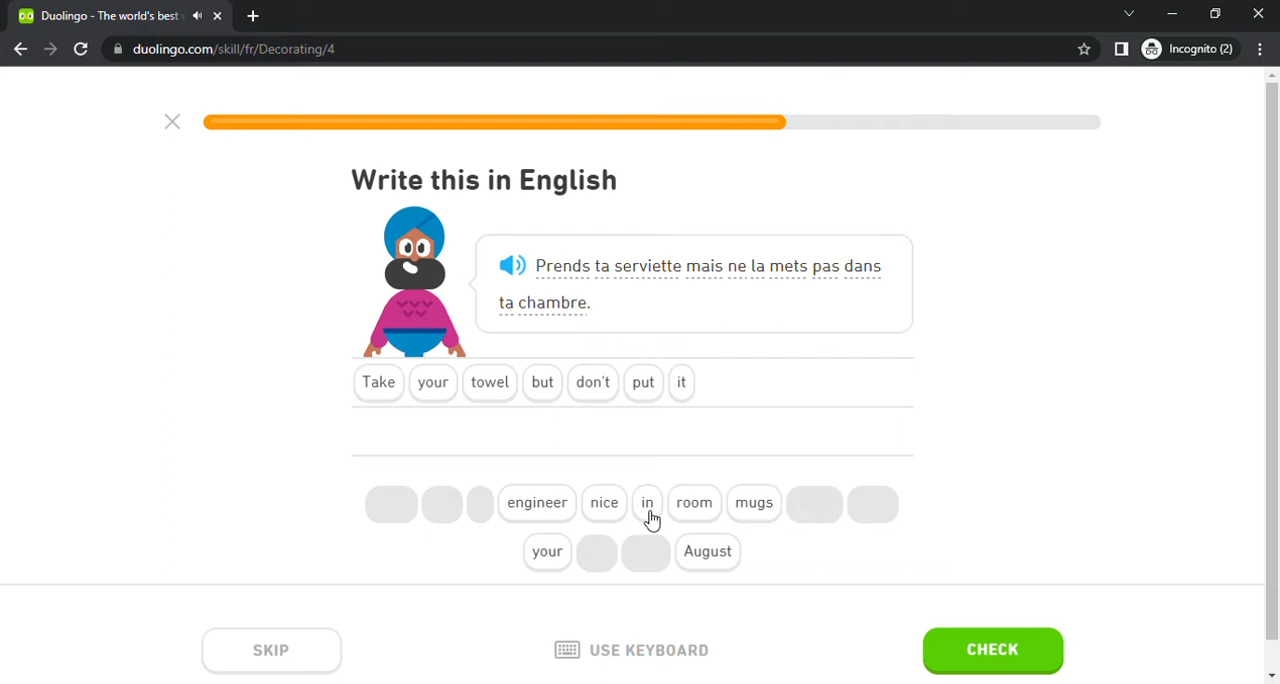 Duolingo - The world's best
duolingo.com/skill/fr/Decorating/4
Incognito (2)
Write this in English
Prends ta serviette mais ne la mets pas dans
ta chambre.
Take your towel but don't put it
engineer nice in room mugs
your August
SKIP
USE KEYBOARD
CHECK